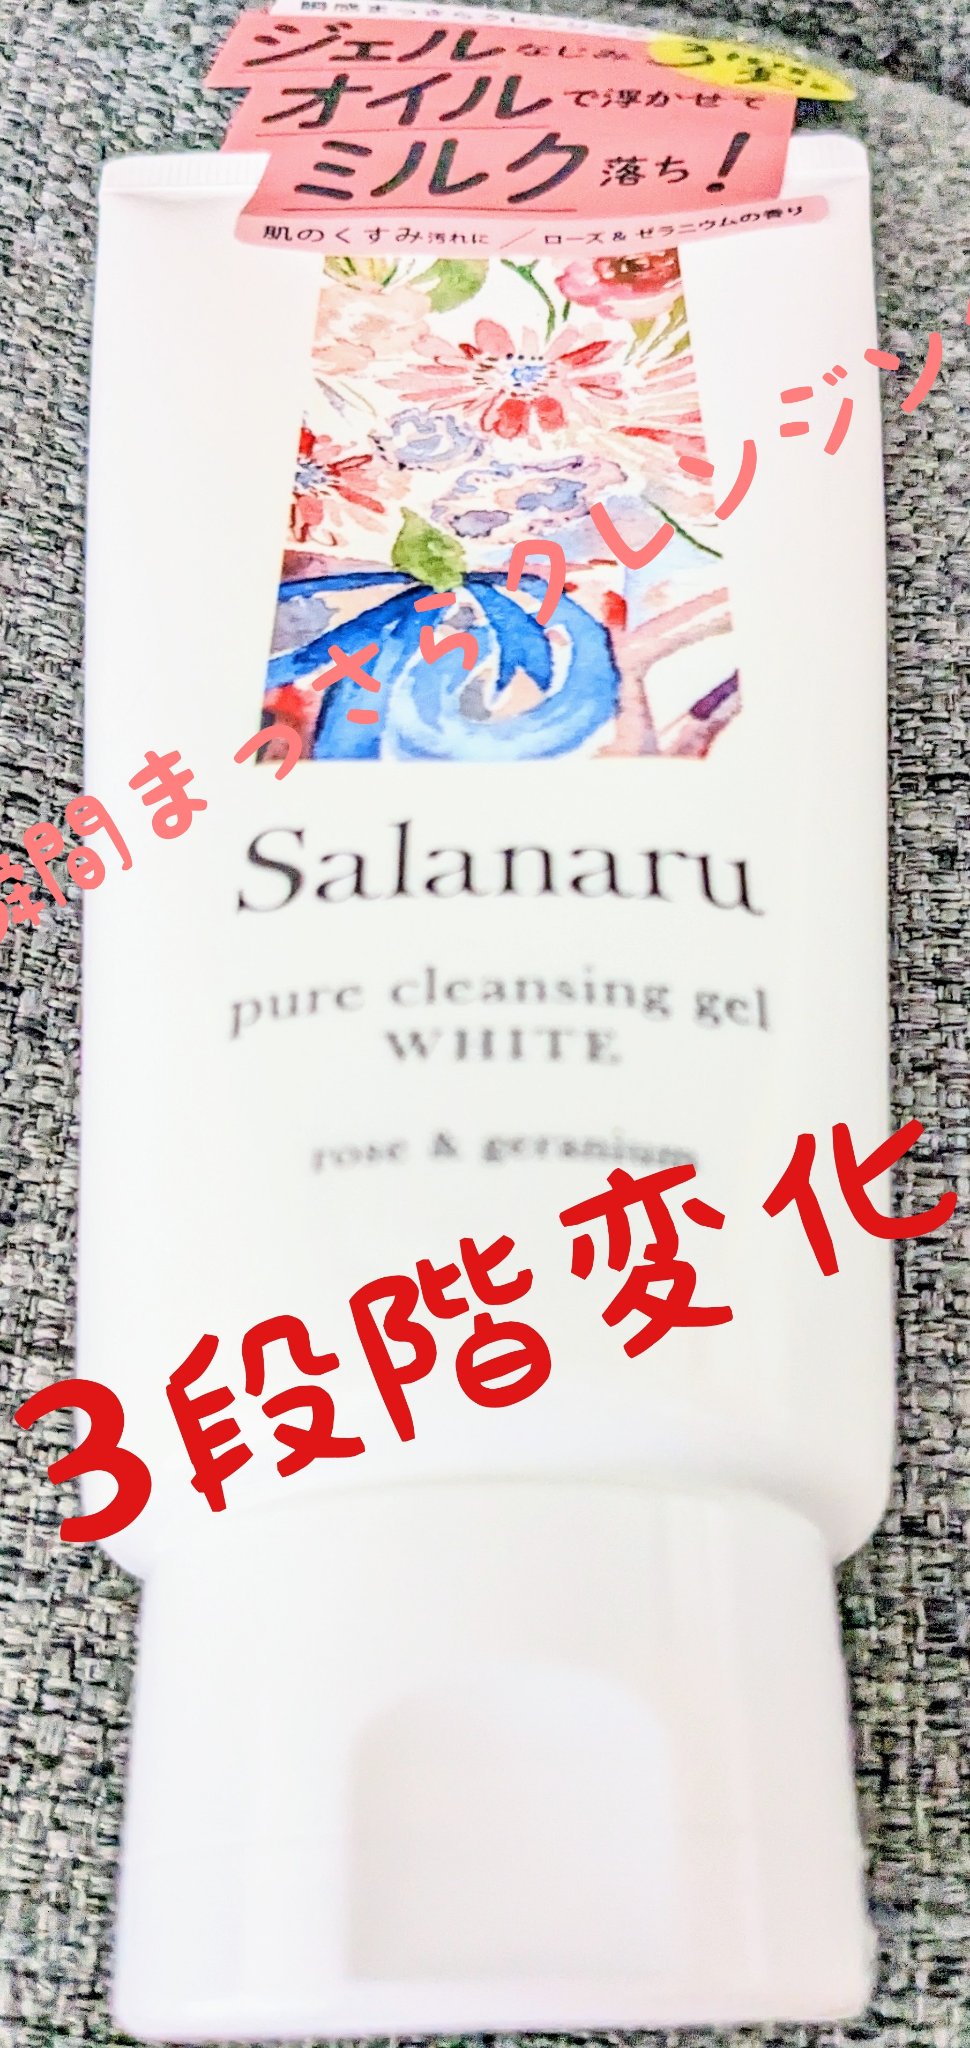 ジェルなじみ
オイルで浮かせて
ミルク落ち!
肌のくすみ汚れに / ローズ & ゼラニウムの香り
瞬間まっさらクレンジング
Salanaru
pure cleansing gel
WHITE
rose & geranium
3段階変化